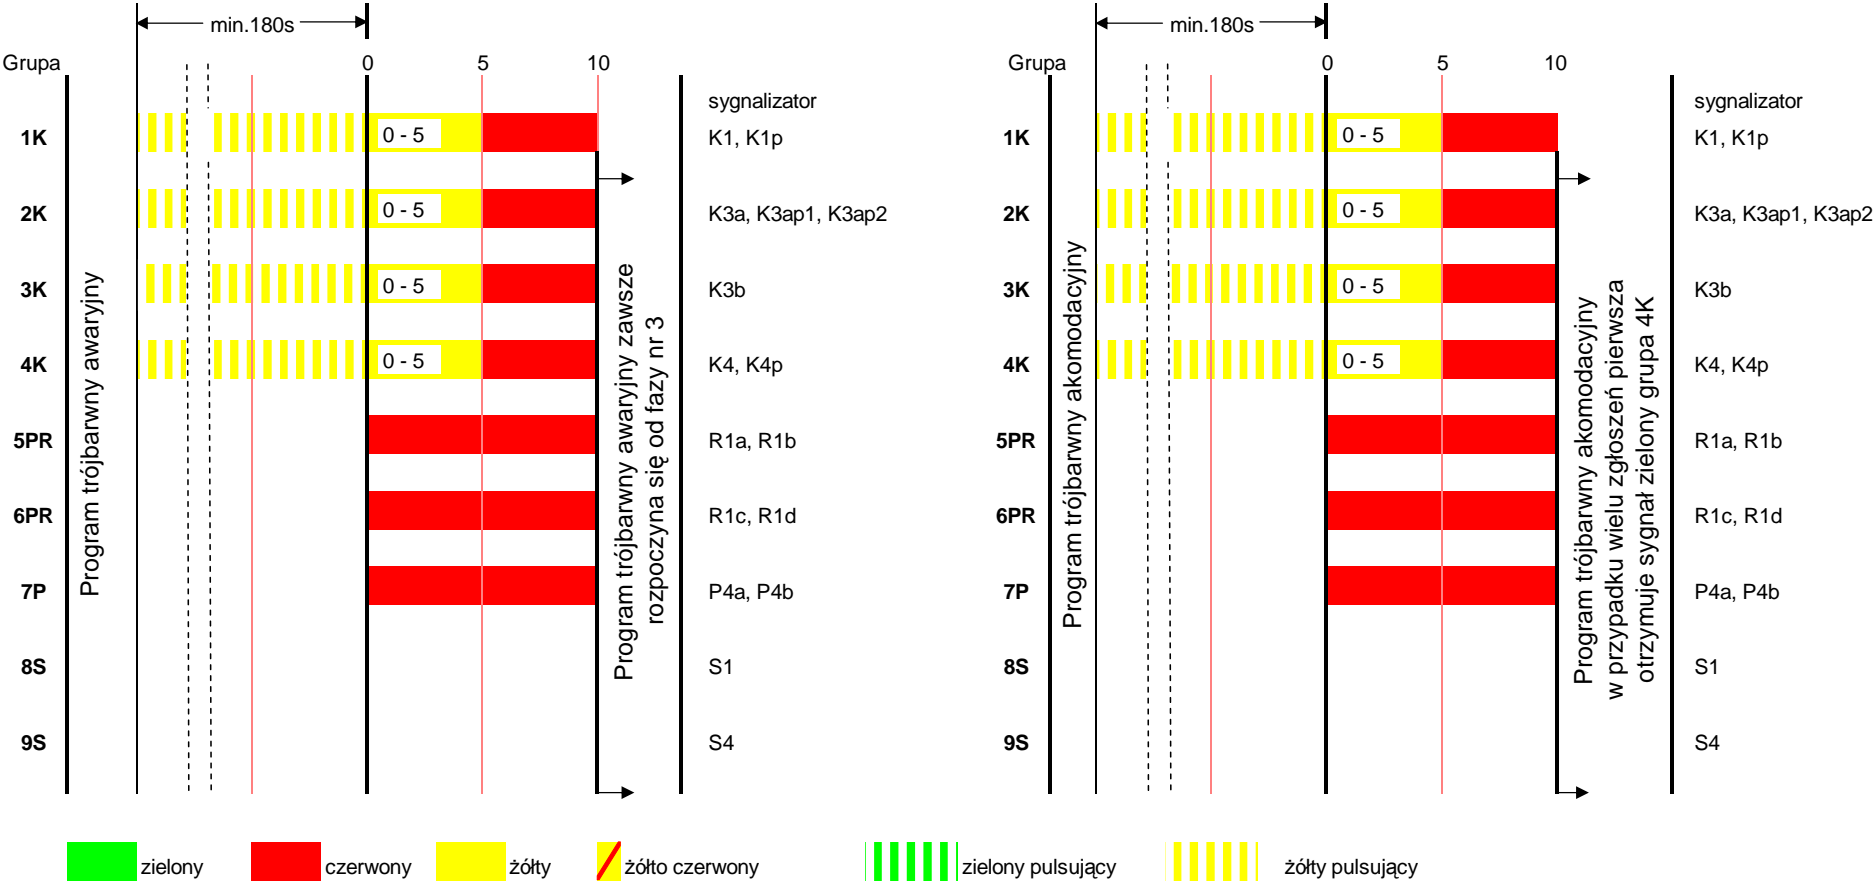 min.180s
Grupa
0
5
10
sygnalizator
1K
0 - 5
K1, K1p
2K
0 - 5
K3a, K3ap1, K3ap2
3K
0 - 5
K3b
4K
0 - 5
K4, K4p
5PR
R1a, R1b
6PR
R1c, R1d
7P
P4a, P4b
8S
S1
9S
S4
Program trójbarwny awaryjny
Program trójbarwny awaryjny zawsze
rozpoczyna się od fazy nr 3
min.180s
Grupa
0
5
10
sygnalizator
1K
0 - 5
K1, K1p
2K
0 - 5
K3a, K3ap1, K3ap2
3K
0 - 5
K3b
4K
0 - 5
K4, K4p
5PR
R1a, R1b
6PR
R1c, R1d
7P
P4a, P4b
8S
S1
9S
S4
Program trójbarwny akomodacyjny
Program trójbarwny akomodacyjny
w przypadku wielu zgłoszeń pierwsza
otrzymuje sygnał zielony grupa 4K
zielony
czerwony
żółty
żółto czerwony
zielony pulsujący
żółty pulsujący